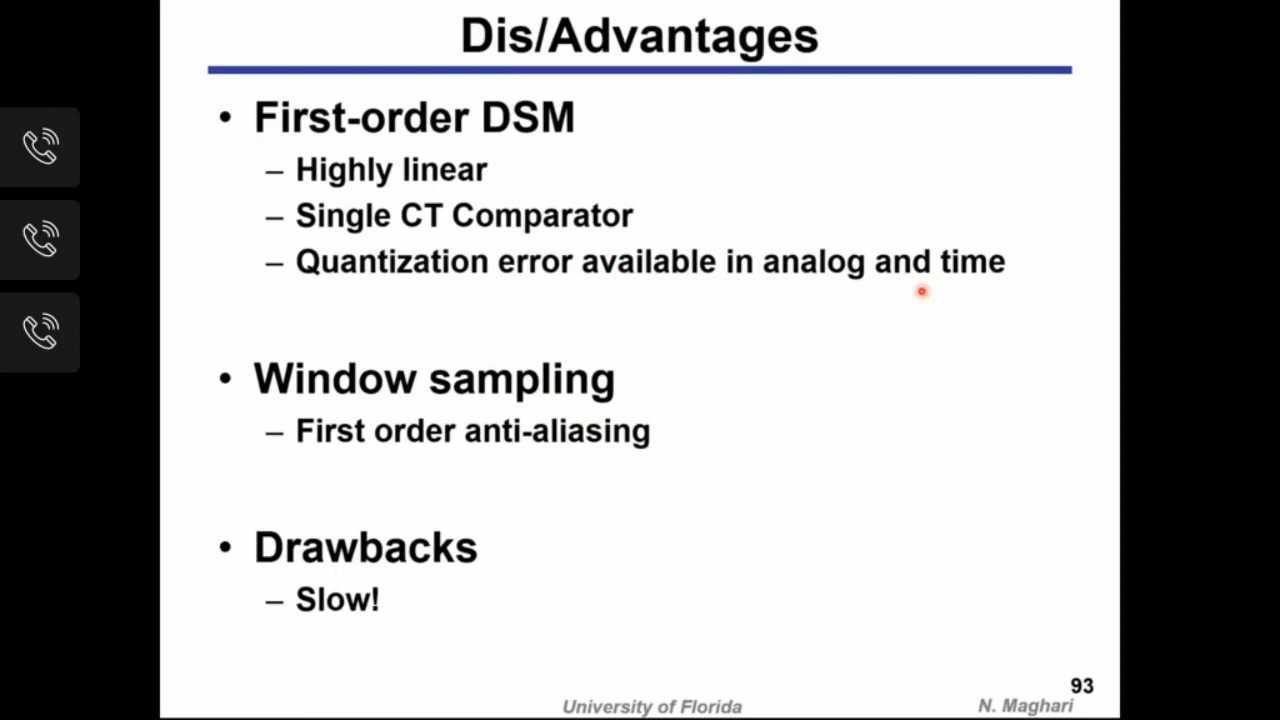 Dis/Advantages
• First-order DSM
– Highly linear
– Single CT Comparator
– Quantization error available in analog and time
• Window sampling
– First order anti-aliasing
• Drawbacks
– Slow!
93
University of Florida
N. Maghari